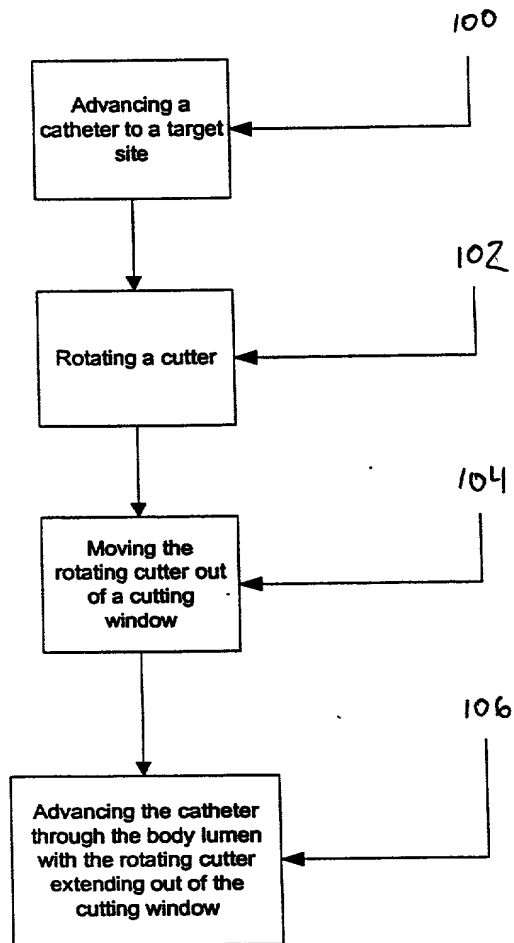 100
Advancing a
catheter to a target
site
102
Rotating a cutter
104
Moving the
rotating cutter out
of a cutting
window
106
Advancing the catheter
through the body lumen
with the rotating cutter
extending out of the
cutting window